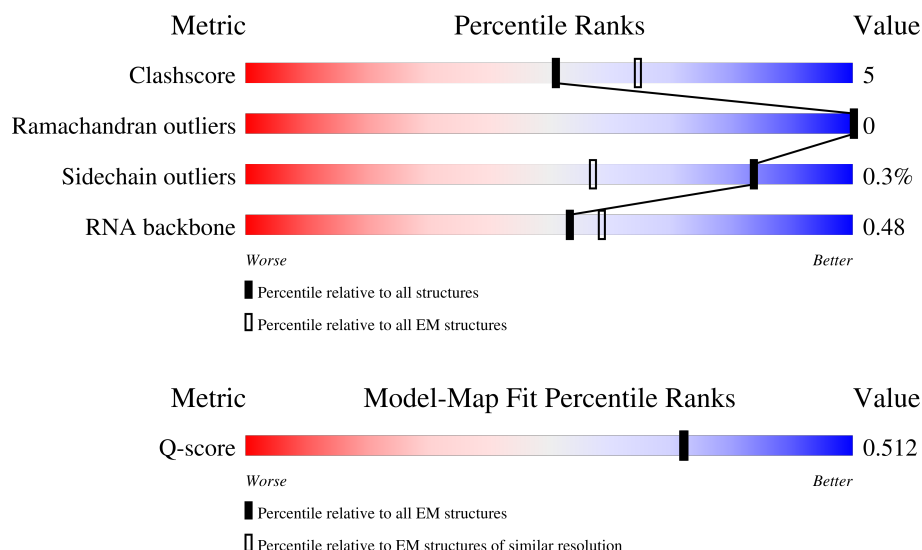 Metric Percentile Ranks Value
Clashscore 5
Ramachandran outliers 0
Sidechain outliers 0.3%
RNA backbone 0.48
Worse Better
Percentile relative to all structures
Percentile relative to all EM structures
Metric Model-Map Fit Percentile Ranks Value
Q-score 0.512
Worse Better
Percentile relative to all EM structures
Percentile relative to EM structures of similar resolution